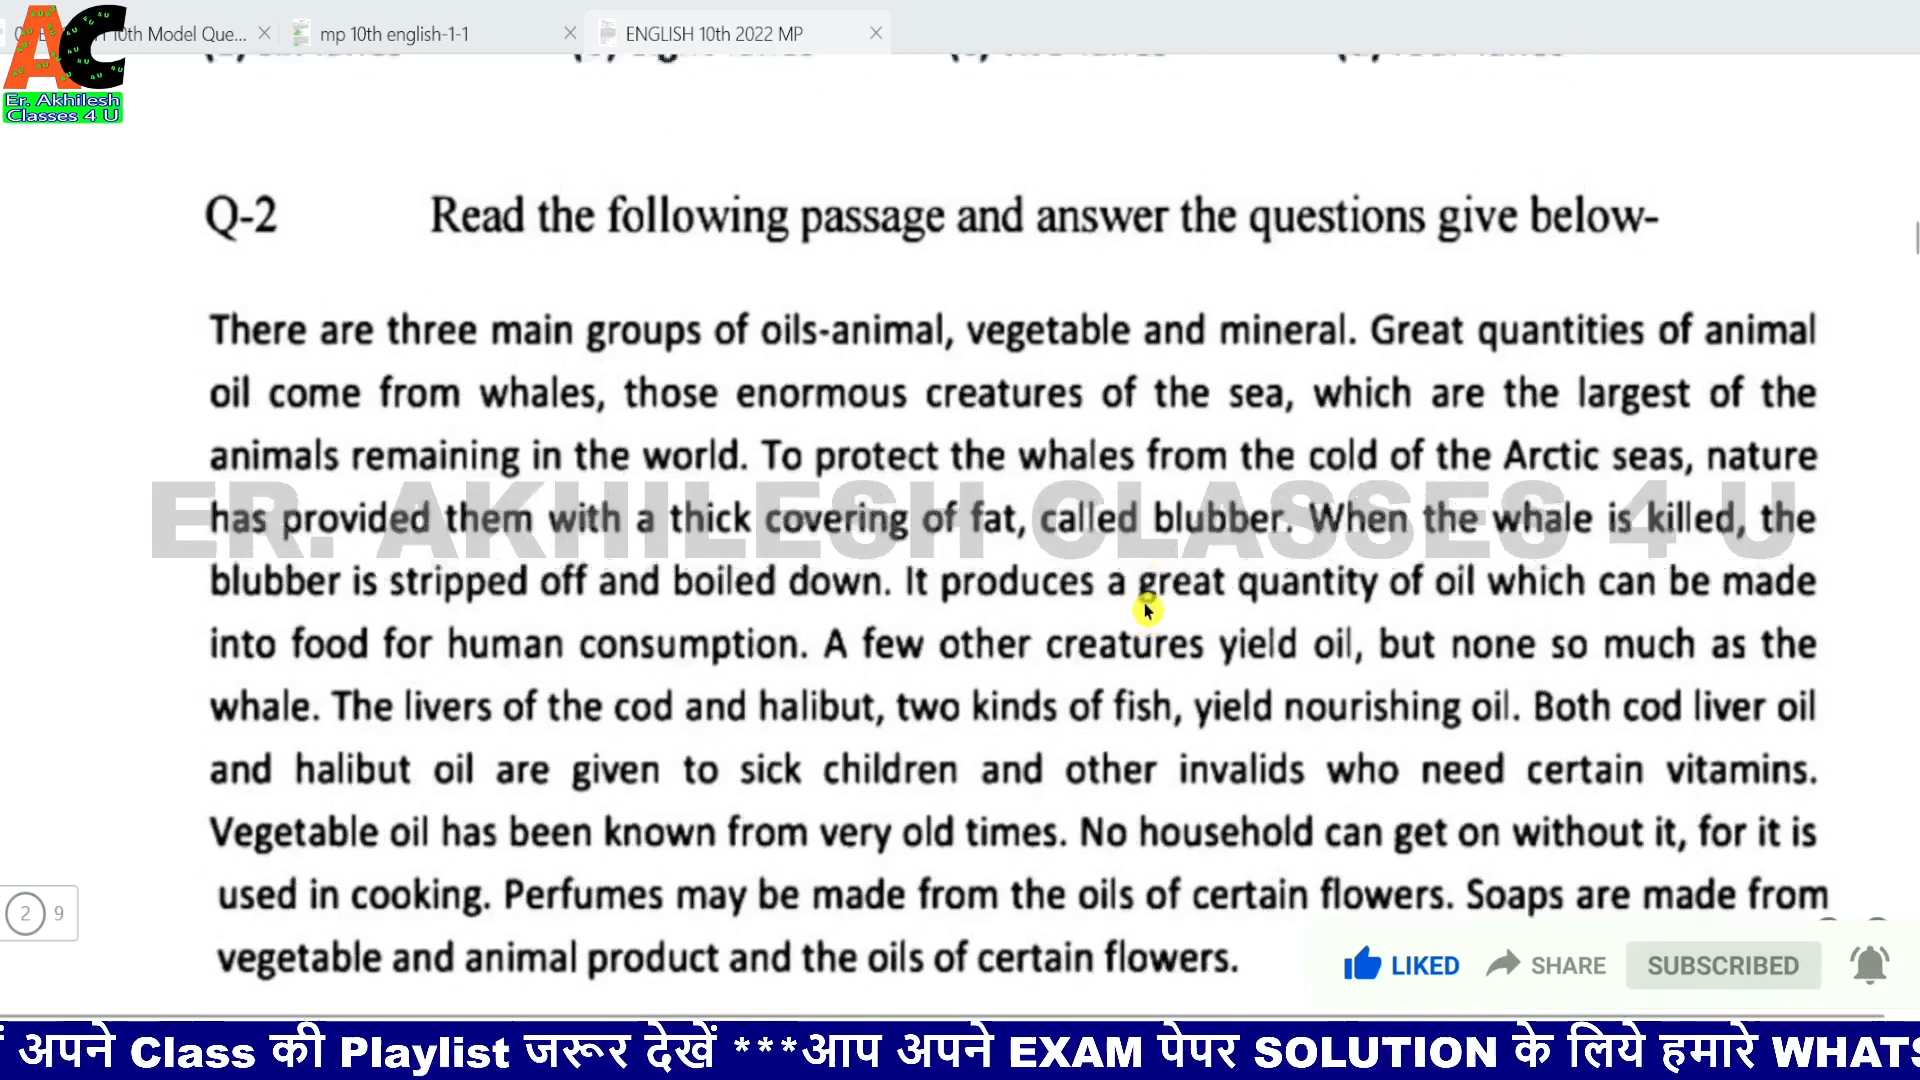 10th Model Que...
mp 10th english-1-1
ENGLISH 10th 2022 MP
AC
Er. Akhilesh
Classes 4 U
Q-2 Read the following passage and answer the questions give below-
There are three main groups of oils-animal, vegetable and mineral. Great quantities of animal
oil come from whales, those enormous creatures of the sea, which are the largest of the
animals remaining in the world. To protect the whales from the cold of the Arctic seas, nature
has provided them with a thick covering of fat, called blubber. When the whale is killed, the
ER. AKHILESH CLASSES 4 U
blubber is stripped off and boiled down. It produces a great quantity of oil which can be made
into food for human consumption. A few other creatures yield oil, but none so much as the
whale. The livers of the cod and halibut, two kinds of fish, yield nourishing oil. Both cod liver oil
and halibut oil are given to sick children and other invalids who need certain vitamins.
Vegetable oil has been known from very old times. No household can get on without it, for it is
used in cooking. Perfumes may be made from the oils of certain flowers. Soaps are made from
vegetable and animal product and the oils of certain flowers.
2 9
LIKED SHARE SUBSCRIBED
अपने Class की Playlist जरूर देखें ***आप अपने EXAM पेपर SOLUTION के लिये हमारे WHATS